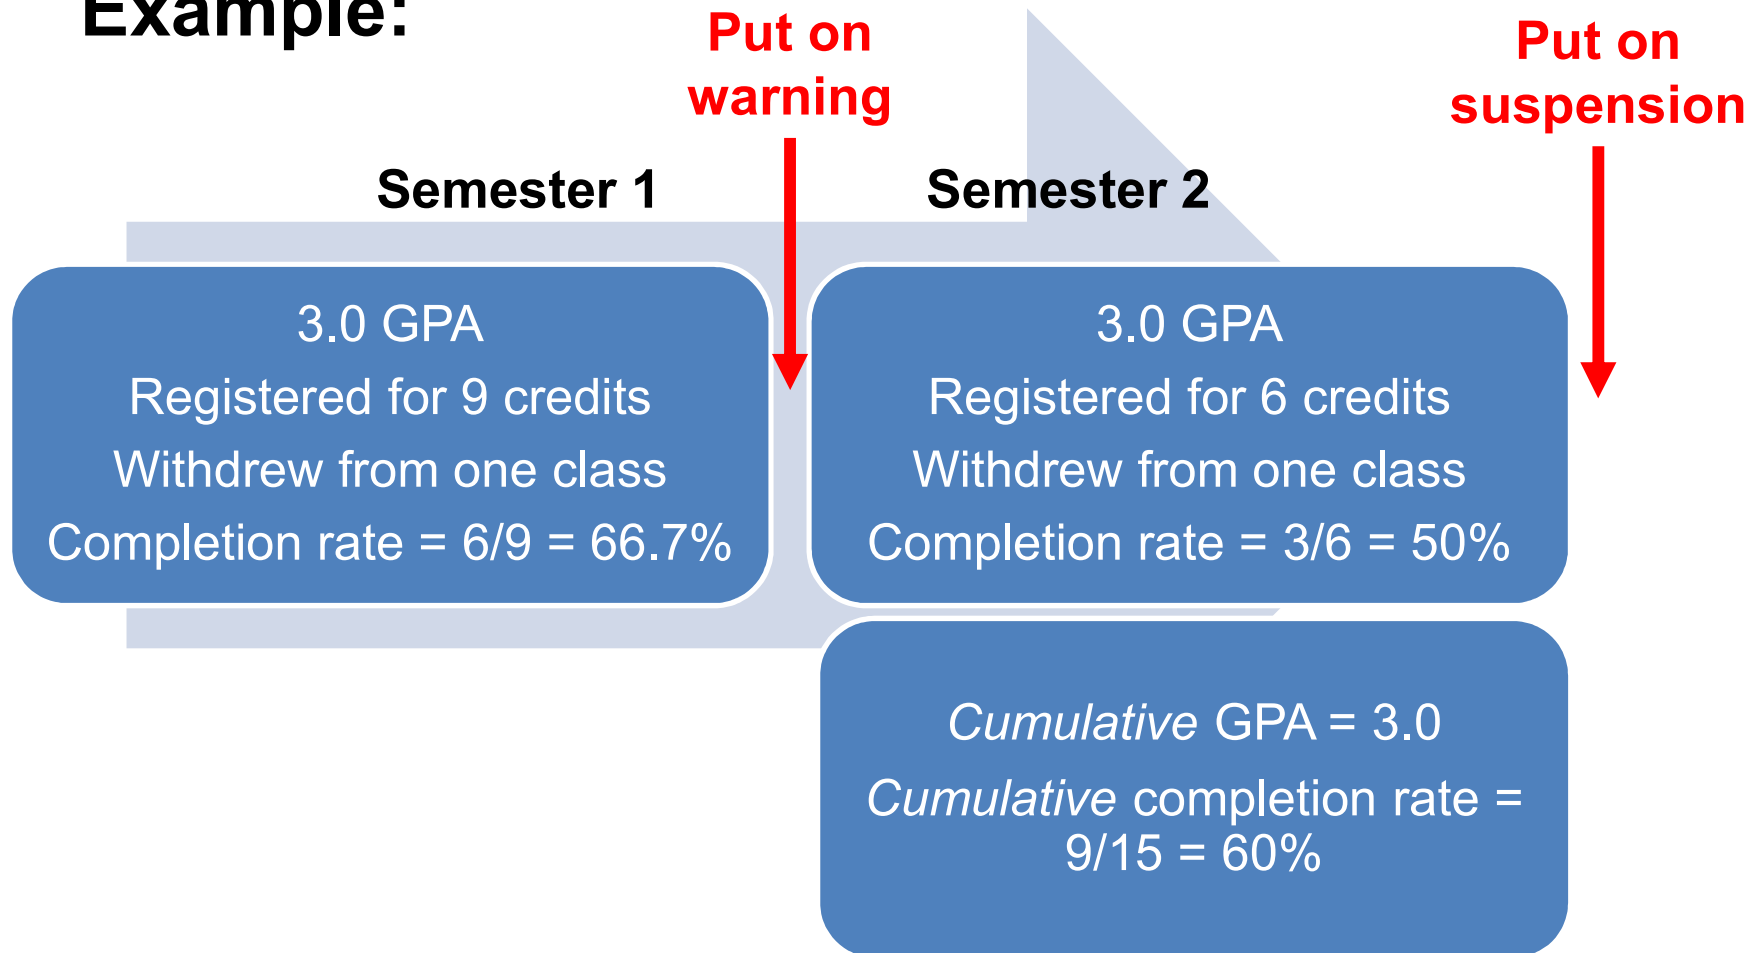 Example:
Put on
warning
Put on
suspension
Semester 1
Semester 2
3.0 GPA
Registered for 9 credits
Withdrew from one class
Completion rate = 6/9 = 66.7%
3.0 GPA
Registered for 6 credits
Withdrew from one class
Completion rate = 3/6 = 50%
Cumulative GPA = 3.0
Cumulative completion rate =
9/15 = 60%